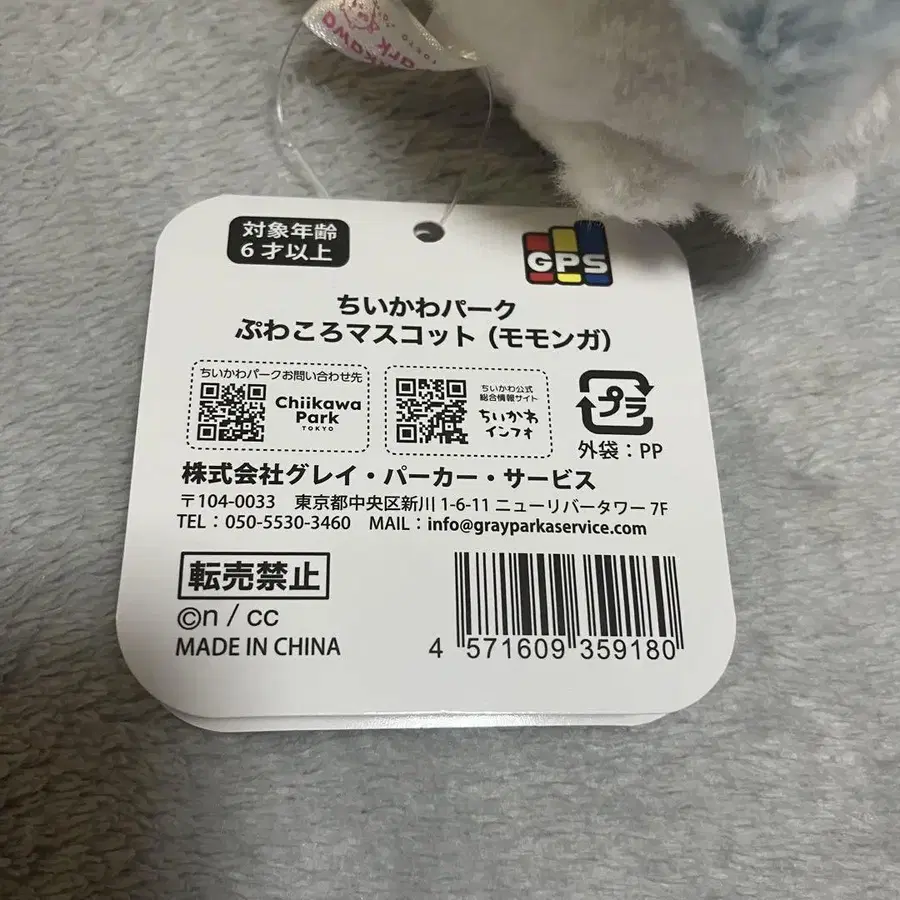 対象年齢
6才以上
GPS
ちいかわパーク
ぷわころマスコット（モモンガ）
ちいかわパークお問い合わせ先
Chiikawa
Park
TOKYO
ちいかわ公式
総合情報サイト
ちいかわ
インフォ
プラ
外袋：PP
株式会社グレイ・パーカー・サービス
〒104-0033　東京都中央区新川 1-6-11 ニューリバータワー 7F
TEL：050-5530-3460　MAIL：info@grayparkaservice.com
転売禁止
©n / cc
MADE IN CHINA
4 571609 359180